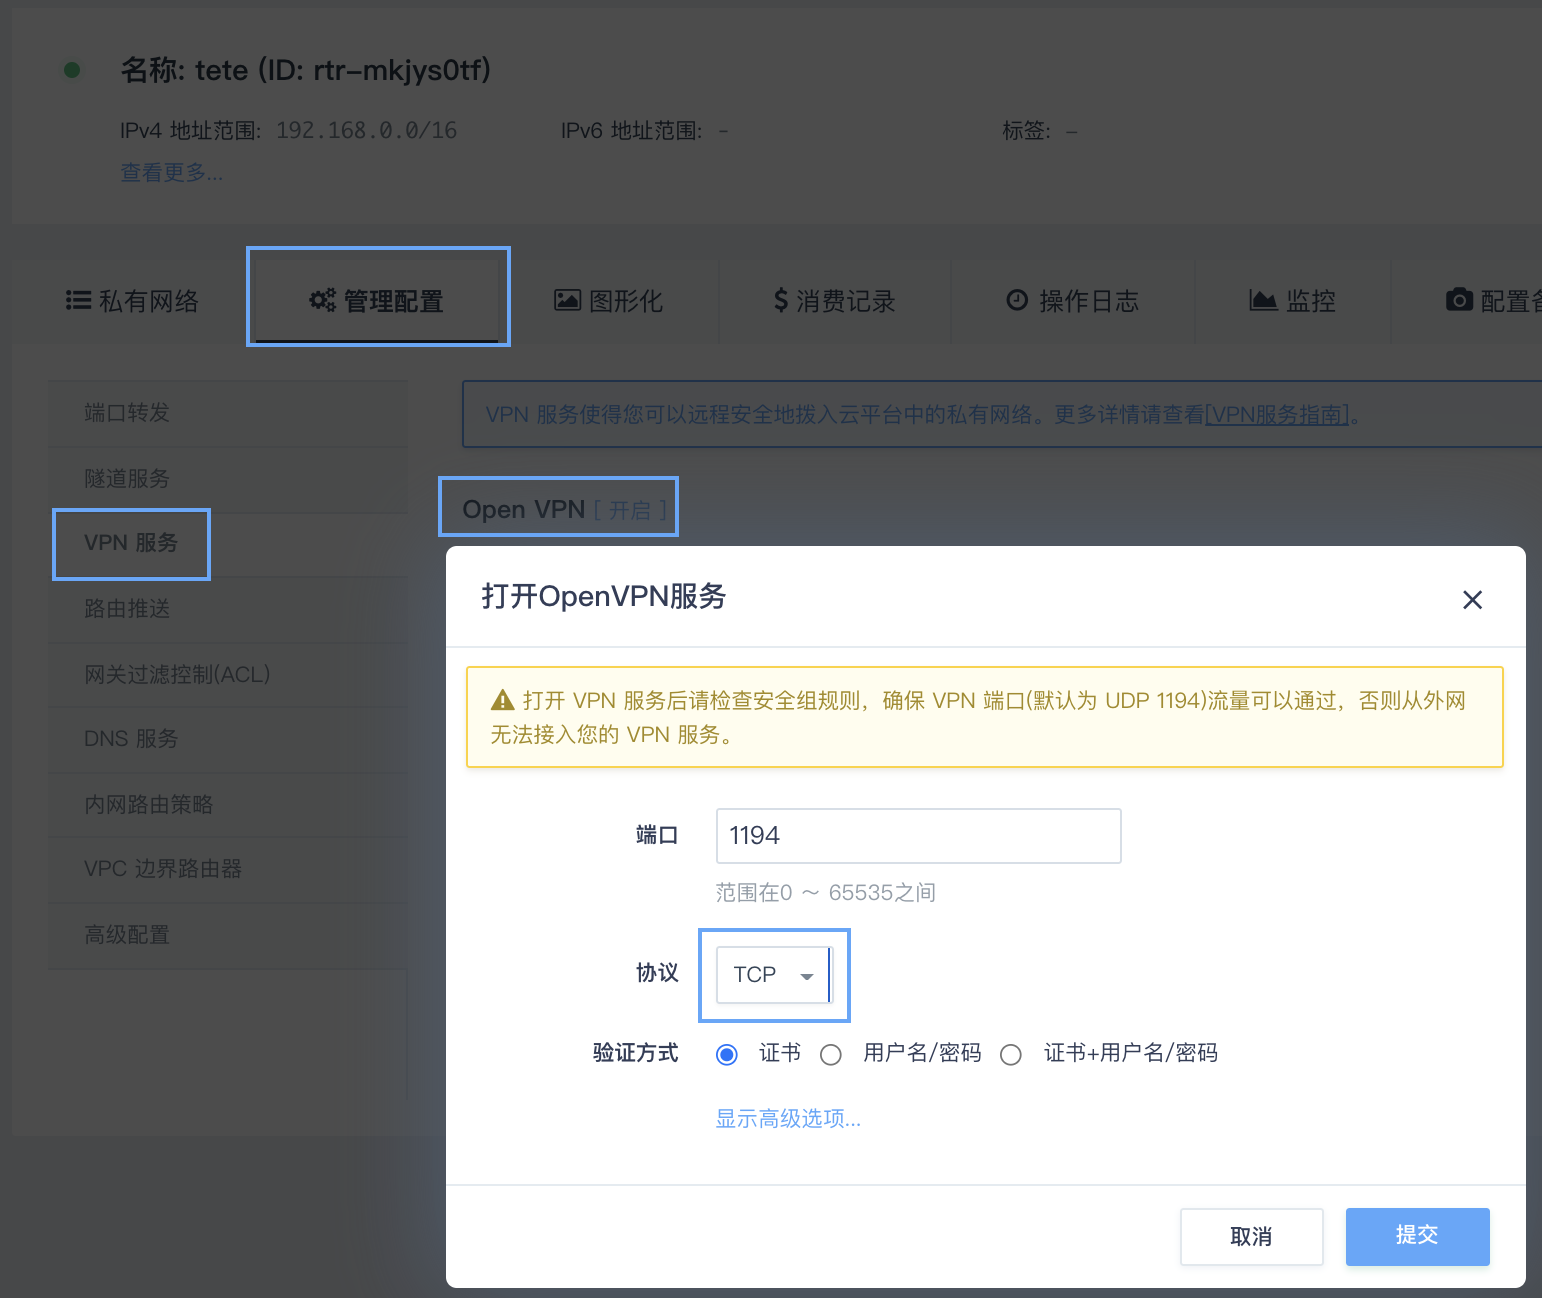 名称: tete (ID: rtr-mkjys0tf)
IPv4 地址范围: 192.168.0.0/16 IPv6 地址范围: - 标签: -
查看更多...
私有网络 管理配置 图形化 $ 消费记录 操作日志 监控 配置
端口转发
隧道服务
VPN 服务
路由推送
网关过滤控制(ACL)
DNS 服务
内网路由策略
VPC 边界路由器
高级配置
VPN 服务使得您可以远程安全地拨入云平台中的私有网络。更多详情请查看[VPN服务指南]。
Open VPN [ 开启 ]
打开OpenVPN服务
打开 VPN 服务后请检查安全组规则，确保 VPN 端口(默认为 UDP 1194)流量可以通过，否则从外网
无法接入您的 VPN 服务。
端口 1194
范围在0 ～ 65535之间
协议 TCP
验证方式 证书 用户名/密码 证书+用户名/密码
显示高级选项...
取消 提交